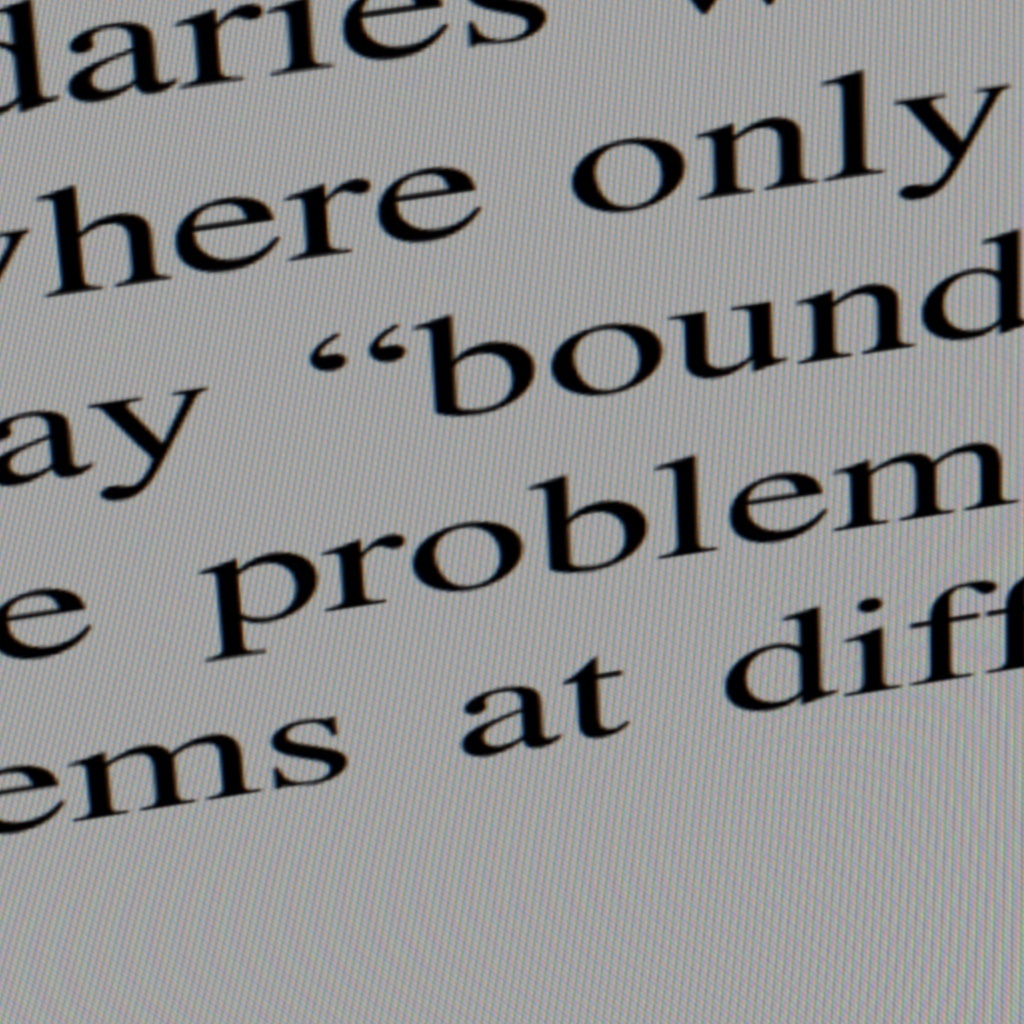 daries w
where only
ay “bound
e problem
ems at diff